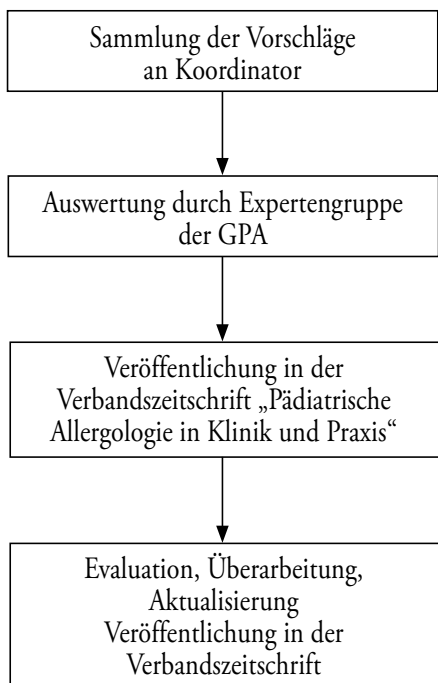 Sammlung der Vorschläge
an Koordinator
Auswertung durch Expertengruppe
der GPA
Veröffentlichung in der
Verbandszeitschrift „Pädiatrische
Allergologie in Klinik und Praxis“
Evaluation, Überarbeitung,
Aktualisierung
Veröffentlichung in der
Verbandszeitschrift